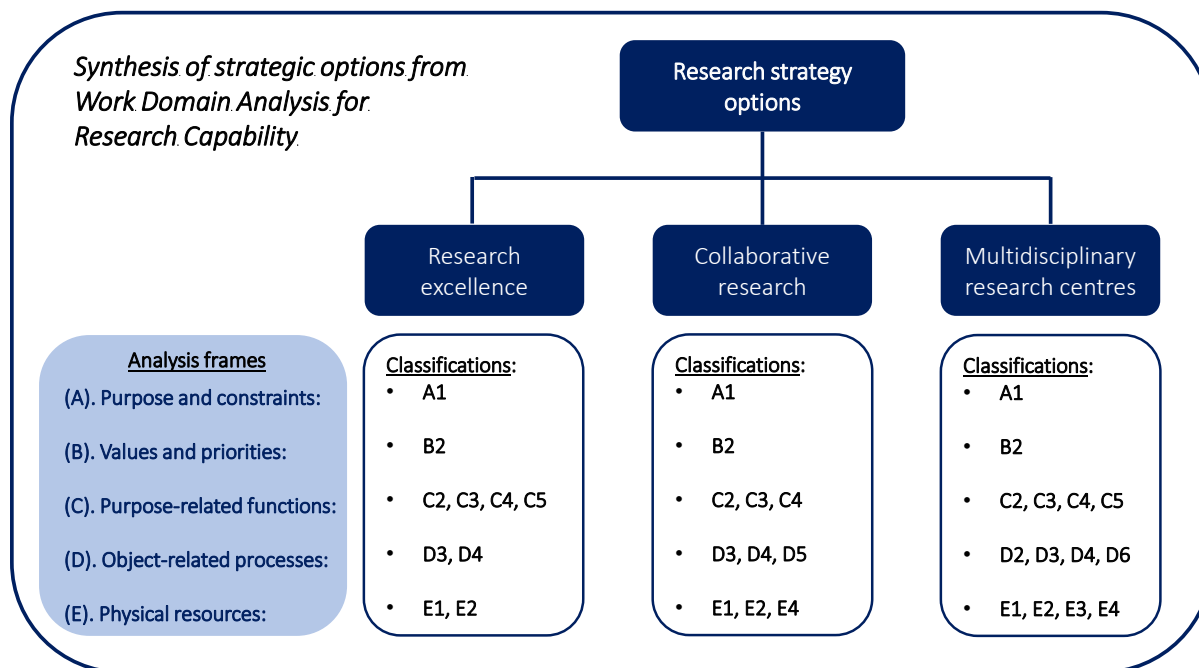 Synthesis of strategic options from
Work Domain Analysis for
Research Capability
Research strategy
options
Research
excellence
Collaborative
research
Multidisciplinary
research centres
Analysis frames
(A). Purpose and constraints:
(B). Values and priorities:
(C). Purpose-related functions:
(D). Object-related processes:
(E). Physical resources:
Classifications:
• A1
• B2
• C2, C3, C4, C5
• D3, D4
• E1, E2
Classifications:
• A1
• B2
• C2, C3, C4
• D3, D4, D5
• E1, E2, E4
Classifications:
• A1
• B2
• C2, C3, C4, C5
• D2, D3, D4, D6
• E1, E2, E3, E4